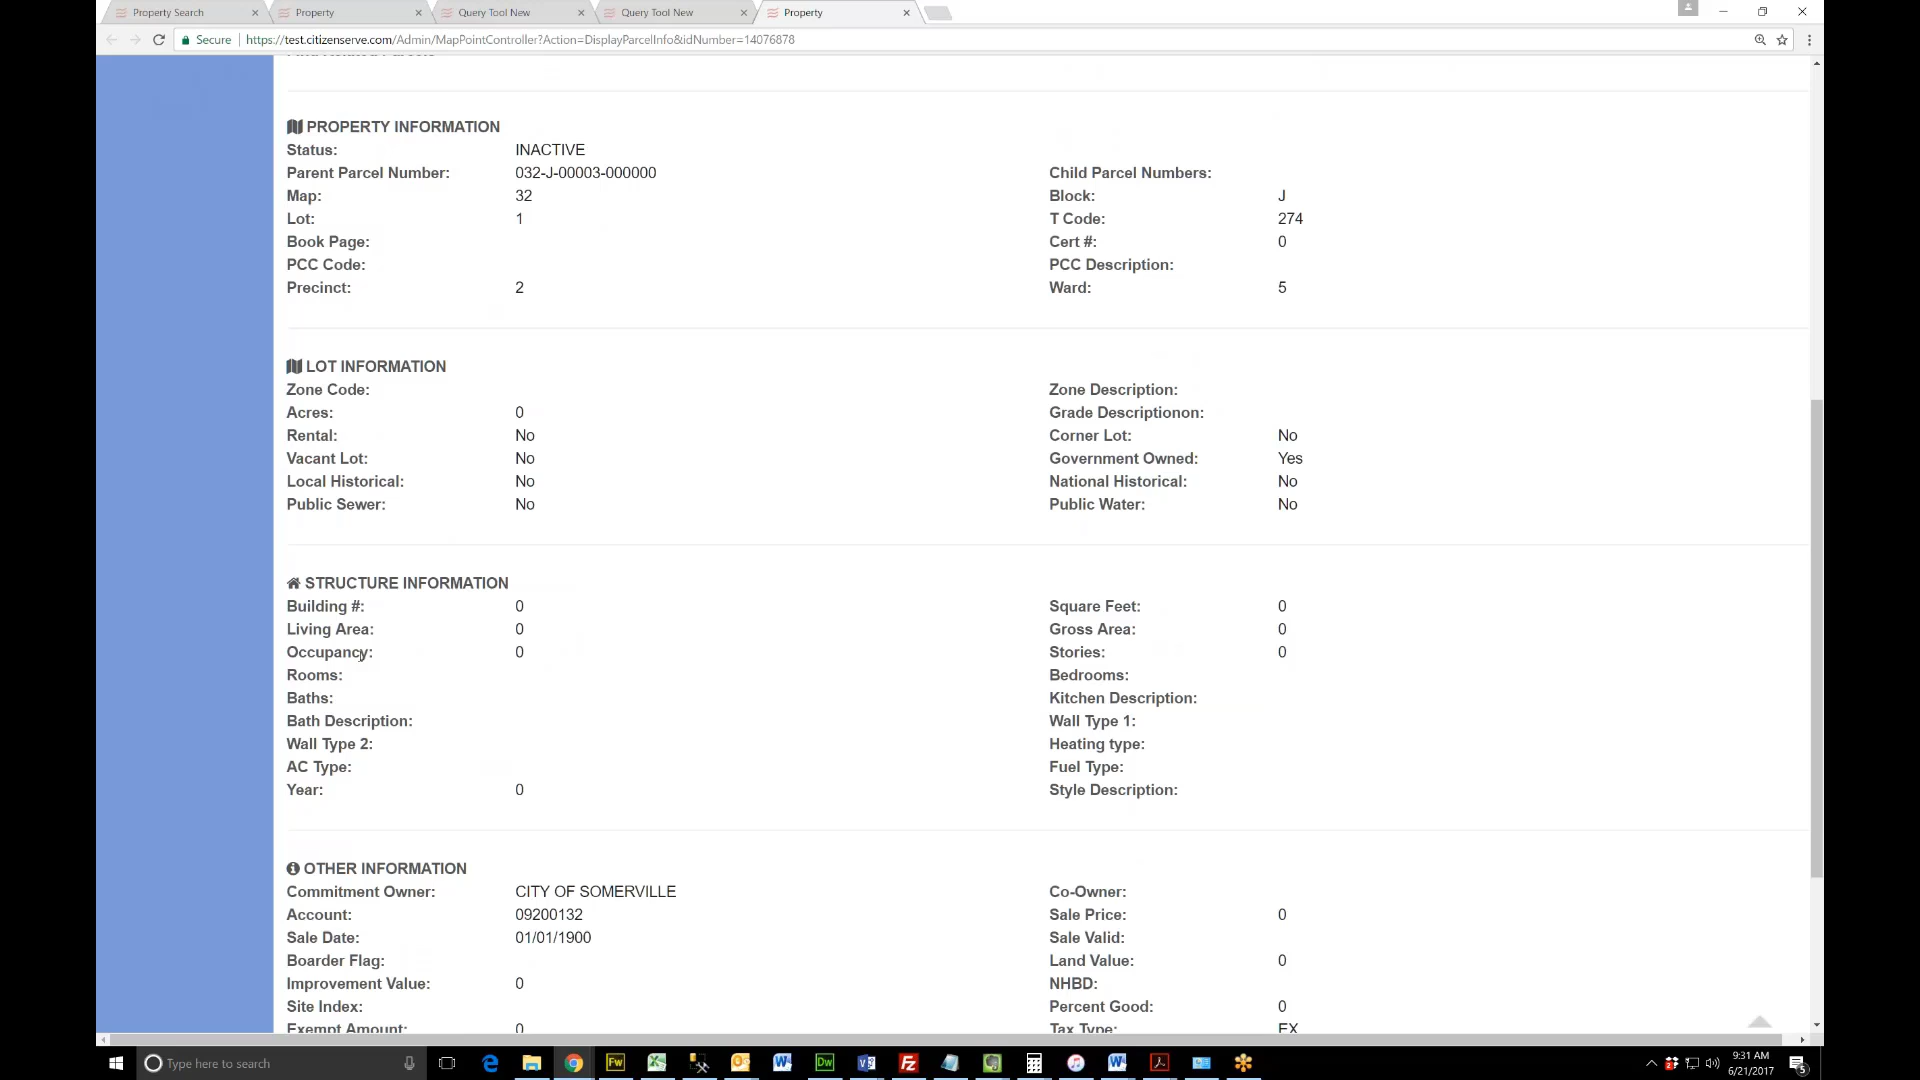 Property Search
Property
Query Tool New
Query Tool New
Property
Secure
https://test.citizenserve.com/Admin/MapPointController?Action=DisplayParcelInfo&idNumber=14076878
PROPERTY INFORMATION
Status: INACTIVE
Parent Parcel Number: 032-J-00003-000000 Child Parcel Numbers:
Map: 32 Block: J
Lot: 1 T Code: 274
Book Page: Cert #: 0
PCC Code: PCC Description:
Precinct: 2 Ward: 5
LOT INFORMATION
Zone Code: Zone Description:
Acres: 0 Grade Descriptionon:
Rental: No Corner Lot: No
Vacant Lot: No Government Owned: Yes
Local Historical: No National Historical: No
Public Sewer: No Public Water: No
STRUCTURE INFORMATION
Building #: 0 Square Feet: 0
Living Area: 0 Gross Area: 0
Occupancy: 0 Stories: 0
Rooms: Bedrooms:
Baths: Kitchen Description:
Bath Description: Wall Type 1:
Wall Type 2: Heating type:
AC Type: Fuel Type:
Year: 0 Style Description:
OTHER INFORMATION
Commitment Owner: CITY OF SOMERVILLE Co-Owner:
Account: 09200132 Sale Price: 0
Sale Date: 01/01/1900 Sale Valid:
Boarder Flag: Land Value: 0
Improvement Value: 0 NHBD:
Site Index: Percent Good: 0
Exempt Amount: 0 Tax Type: EX
Type here to search
Fw
Dw
9:31 AM
6/21/2017
5